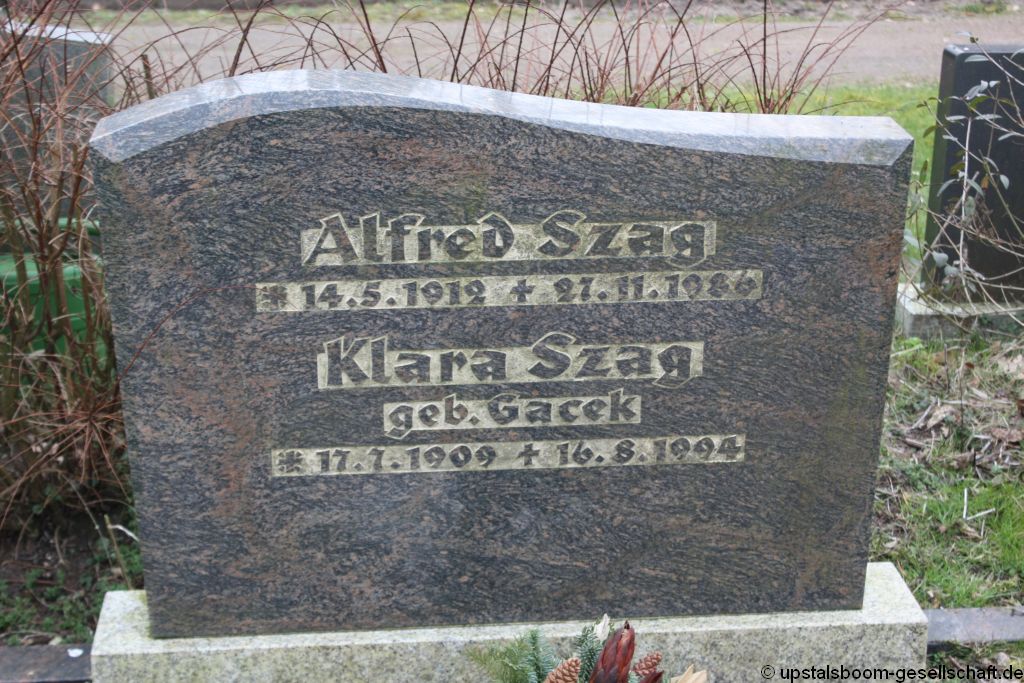 Alfred Szag
* 14.5.1912 + 27.11.1986
Klara Szag
geb. Gacek
* 17.7.1909 + 16.8.1994
© upstalsboom-gesellschaft.de